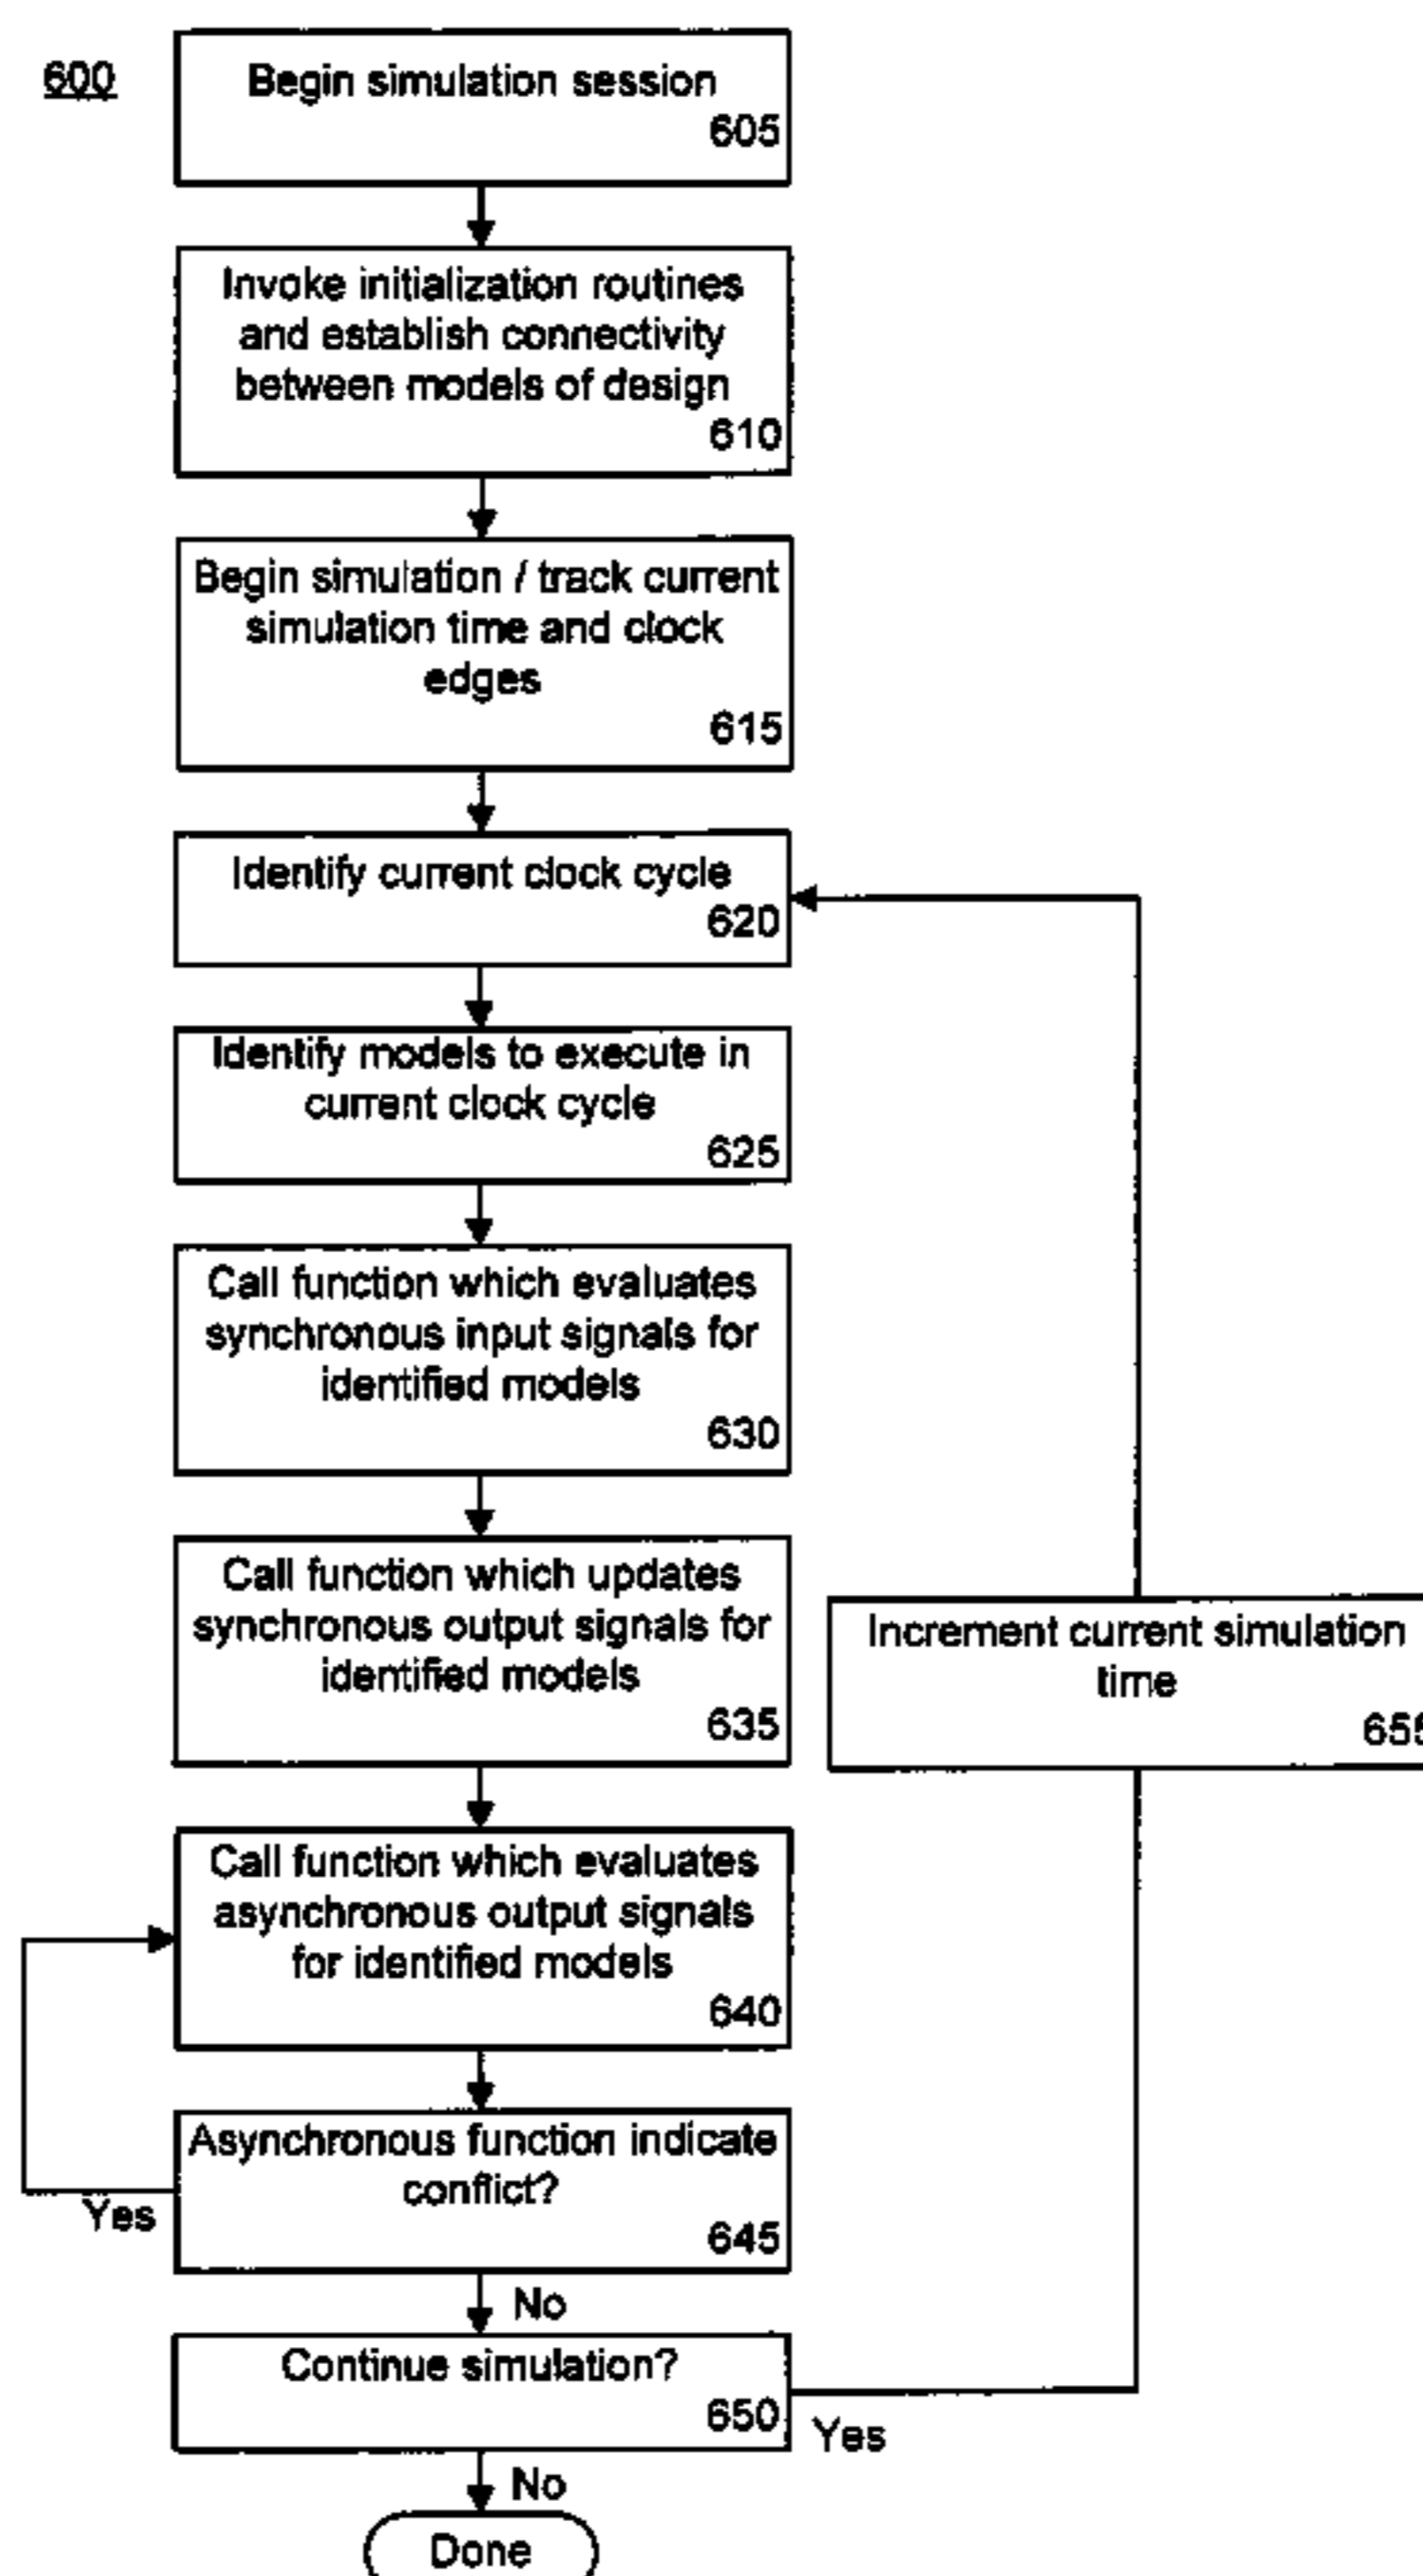 600
Begin simulation session
605
Invoke initialization routines
and establish connectivity
between models of design
610
Begin simulation / track current
simulation time and clock
edges
615
Identify current clock cycle
620
Identify models to execute in
current clock cycle
625
Call function which evaluates
synchronous input signals for
identified models
630
Call function which updates
synchronous output signals for
identified models
635
Increment current simulation
time
655
Call function which evaluates
asynchronous output signals
for identified models
640
Asynchronous function indicate
conflict?
645
Yes
No
Continue simulation?
650
Yes
No
Done